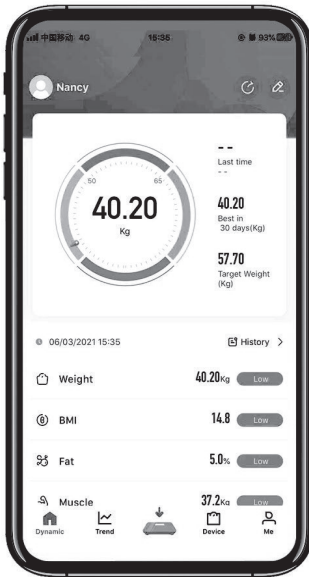 中国移动 4G 15:35 93%
Nancy
50 65
40.20
Kg
- -
Last time
- -
40.20
Best in
30 days(Kg)
57.70
Target Weight
(Kg)
06/03/2021 15:35 History >
Weight 40.20Kg Low
BMI 14.8 Low
Fat 5.0% Low
Muscle 37.2Kg Low
Dynamic Trend Device Me